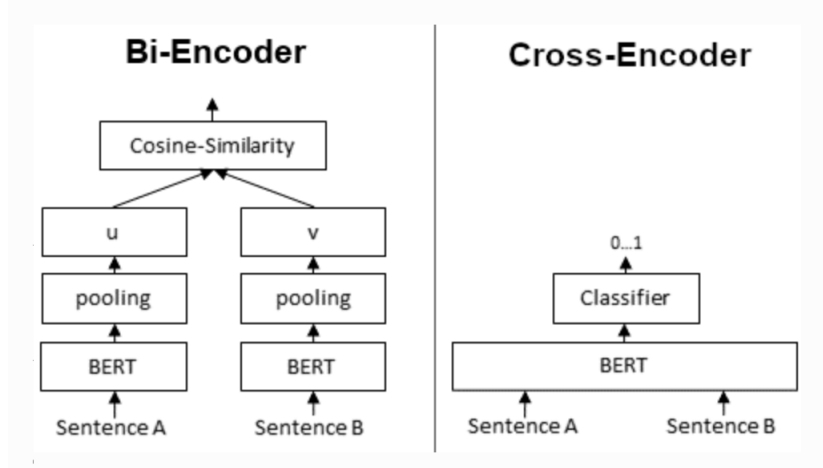 Bi-Encoder
Cosine-Similarity
u
v
pooling
pooling
BERT
BERT
Sentence A
Sentence B
Cross-Encoder
0...1
Classifier
BERT
Sentence A
Sentence B